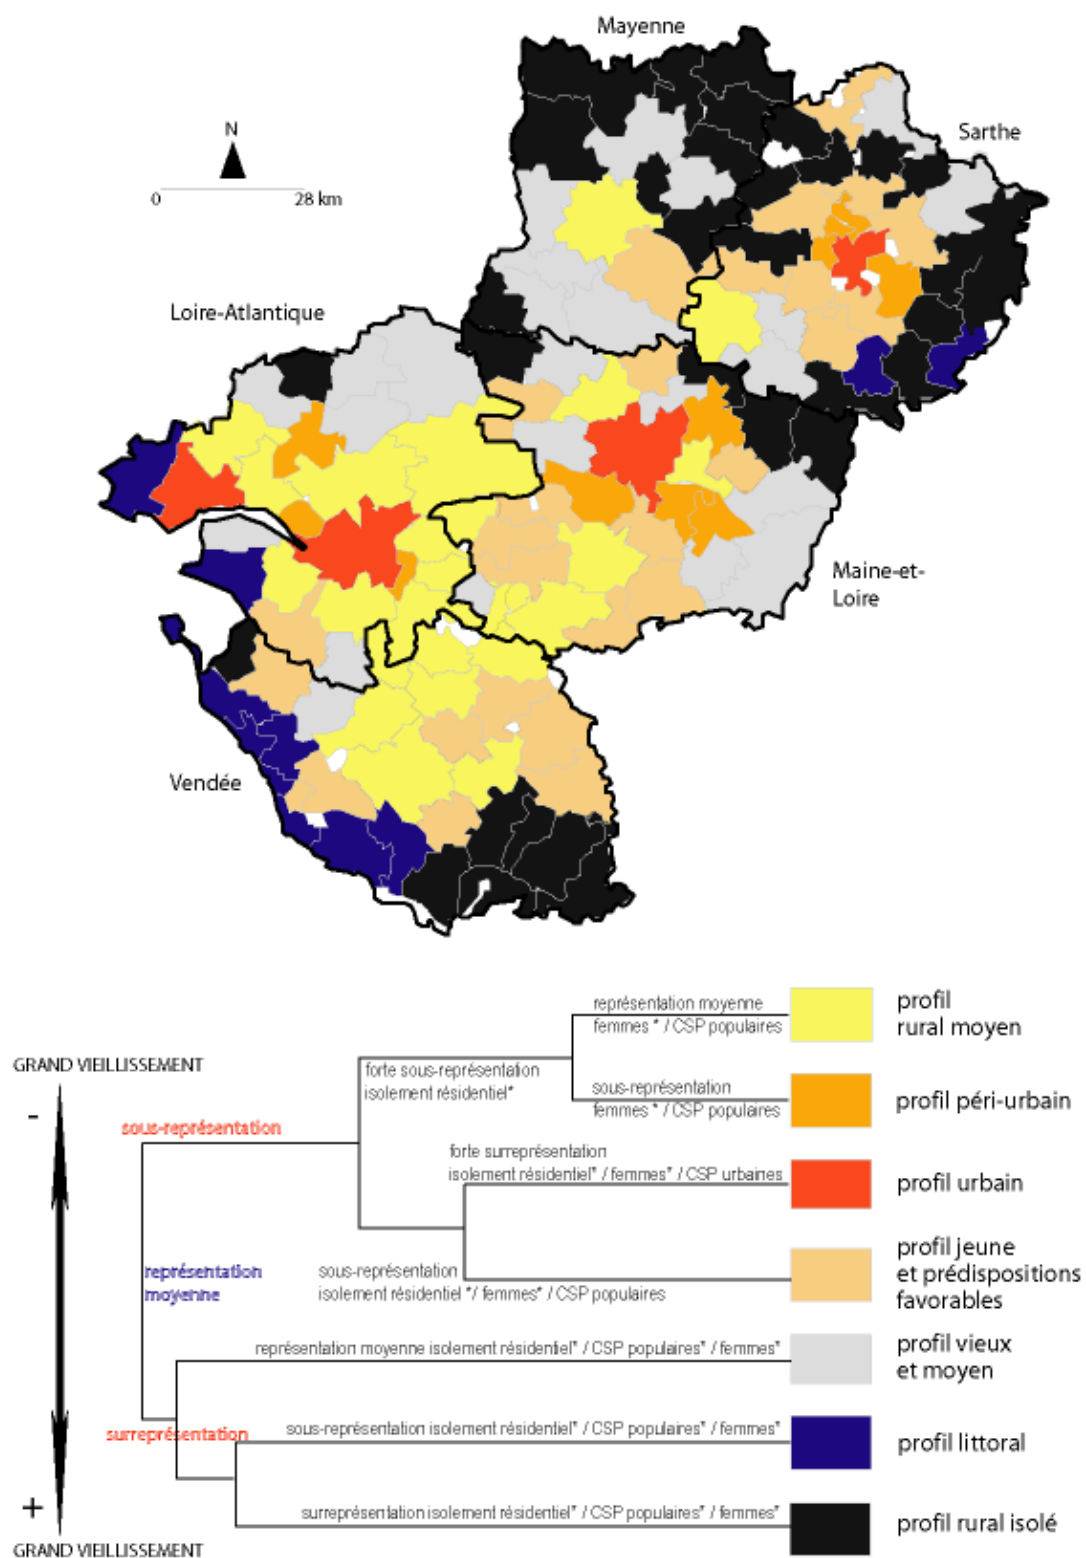 Mayenne
Sarthe
N
0 28 km
Loire-Atlantique
Maine-et-
Loire
Vendée
GRAND VIEILLISSEMENT
-
sous-représentation
représentation
moyenne
surreprésentation
+
GRAND VIEILLISSEMENT
forte sous-représentation
isolement résidentiel*
représentation moyenne
femmes * / CSP populaires
profil
rural moyen
sous-représentation
femmes * / CSP populaires
profil péri-urbain
forte surreprésentation
isolement résidentiel* / femmes* / CSP urbaines
profil urbain
sous-représentation
isolement résidentiel */ femmes* / CSP populaires
profil jeune
et prédispositions
favorables
représentation moyenne isolement résidentiel* / CSP populaires* / femmes*
profil vieux
et moyen
sous-représentation isolement résidentiel* / CSP populaires* / femmes*
profil littoral
surreprésentation isolement résidentiel* / CSP populaires* / femmes*
profil rural isolé